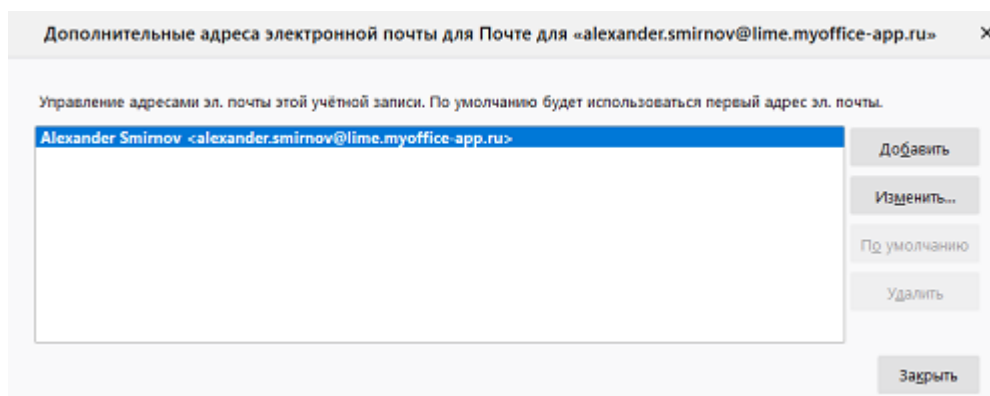 Дополнительные адреса электронной почты для Почте для «alexander.smirnov@lime.myoffice-app.ru»
Управление адресами эл. почты этой учётной записи. По умолчанию будет использоваться первый адрес эл. почты.
Alexander Smirnov <alexander.smirnov@lime.myoffice-app.ru>
Добавить
Изменить...
По умолчанию
Удалить
Закрыть